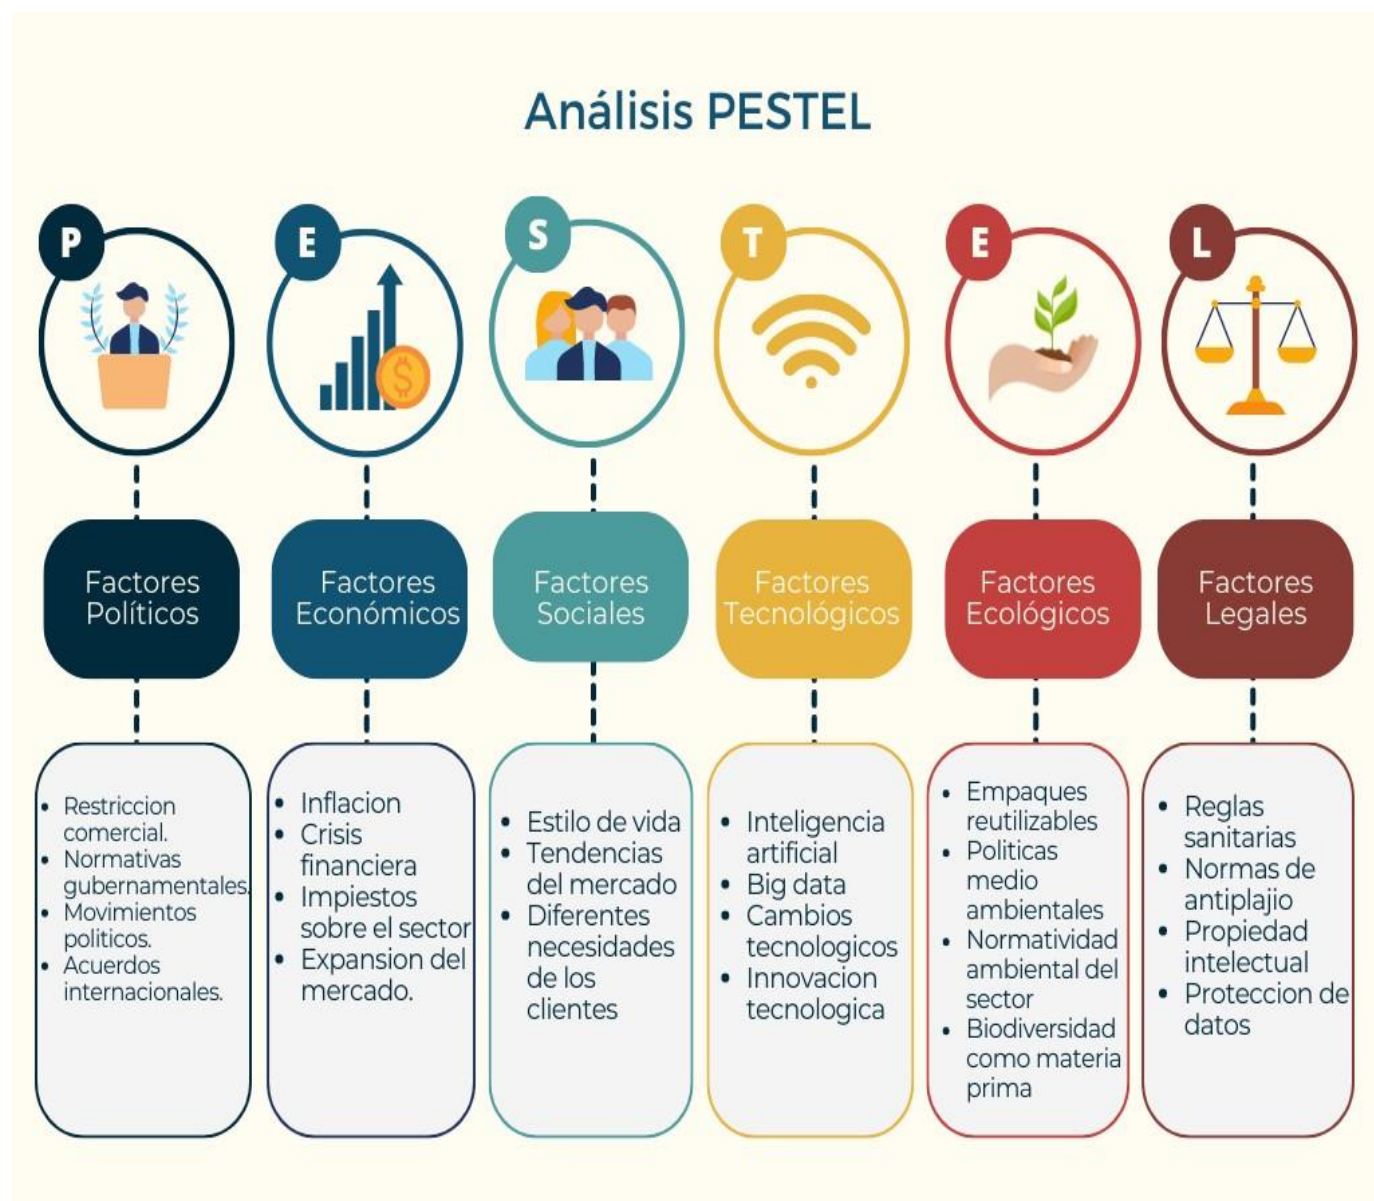 Análisis PESTEL
P
Factores
Políticos
• Restriccion
comercial.
• Normativas
gubernamentales.
• Movimientos
politicos.
• Acuerdos
internacionales.
E
$
Factores
Económicos
• Inflacion
• Crisis
financiera
• Impiestos
sobre el sector
• Expansion del
mercado.
S
Factores
Sociales
• Estilo de vida
• Tendencias
del mercado
• Diferentes
necesidades
de los
clientes
T
Factores
Tecnológicos
• Inteligencia
artificial
• Big data
• Cambios
tecnologicos
• Innovacion
tecnologica
E
Factores
Ecológicos
• Empaques
reutilizables
• Politicas
medio
ambientales
• Normatividad
ambiental del
sector
• Biodiversidad
como materia
prima
L
Factores
Legales
• Reglas
sanitarias
• Normas de
antiplajio
• Propiedad
intelectual
• Proteccion de
datos